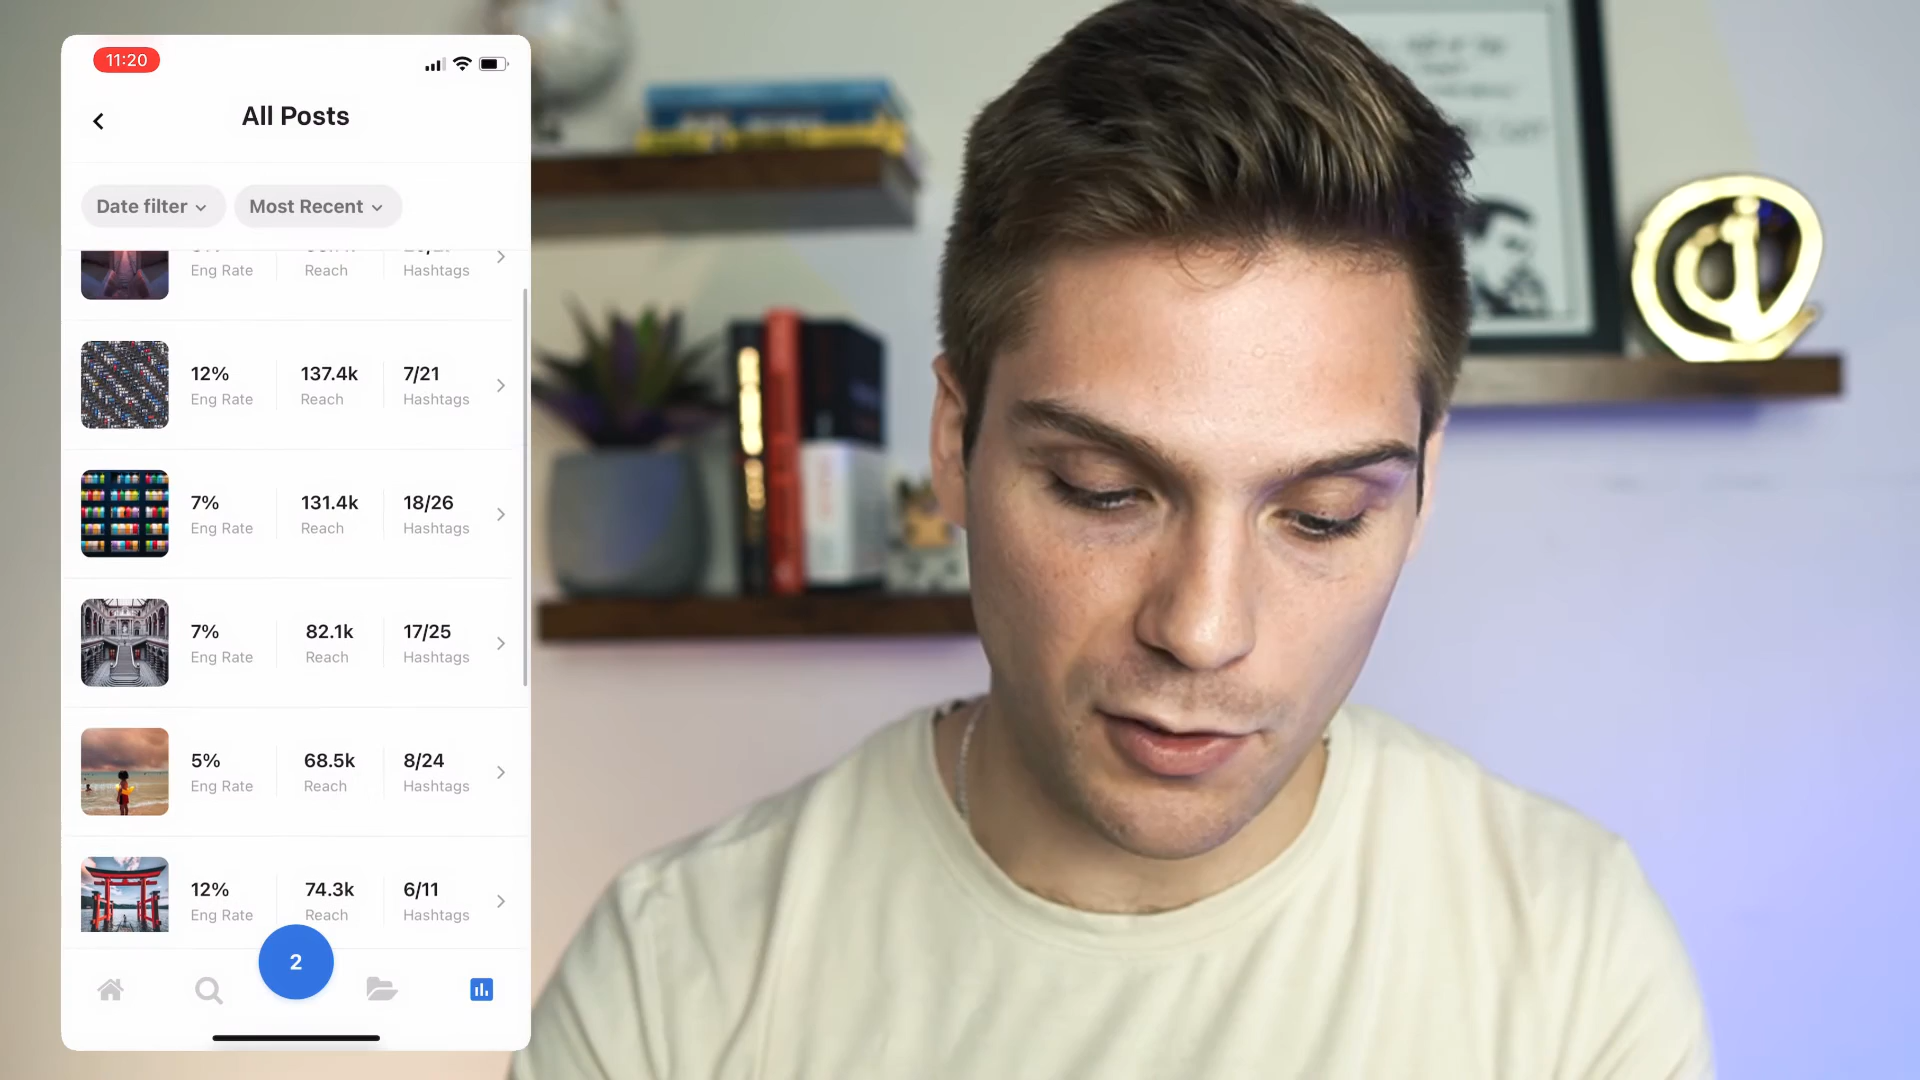 11:20
All Posts
Date filter
Most Recent
Eng Rate
Reach
Hashtags
12%
137.4k
7/21
Eng Rate
Reach
Hashtags
7%
131.4k
18/26
Eng Rate
Reach
Hashtags
7%
82.1k
17/25
Eng Rate
Reach
Hashtags
5%
68.5k
8/24
Eng Rate
Reach
Hashtags
12%
74.3k
6/11
Eng Rate
Reach
Hashtags
2